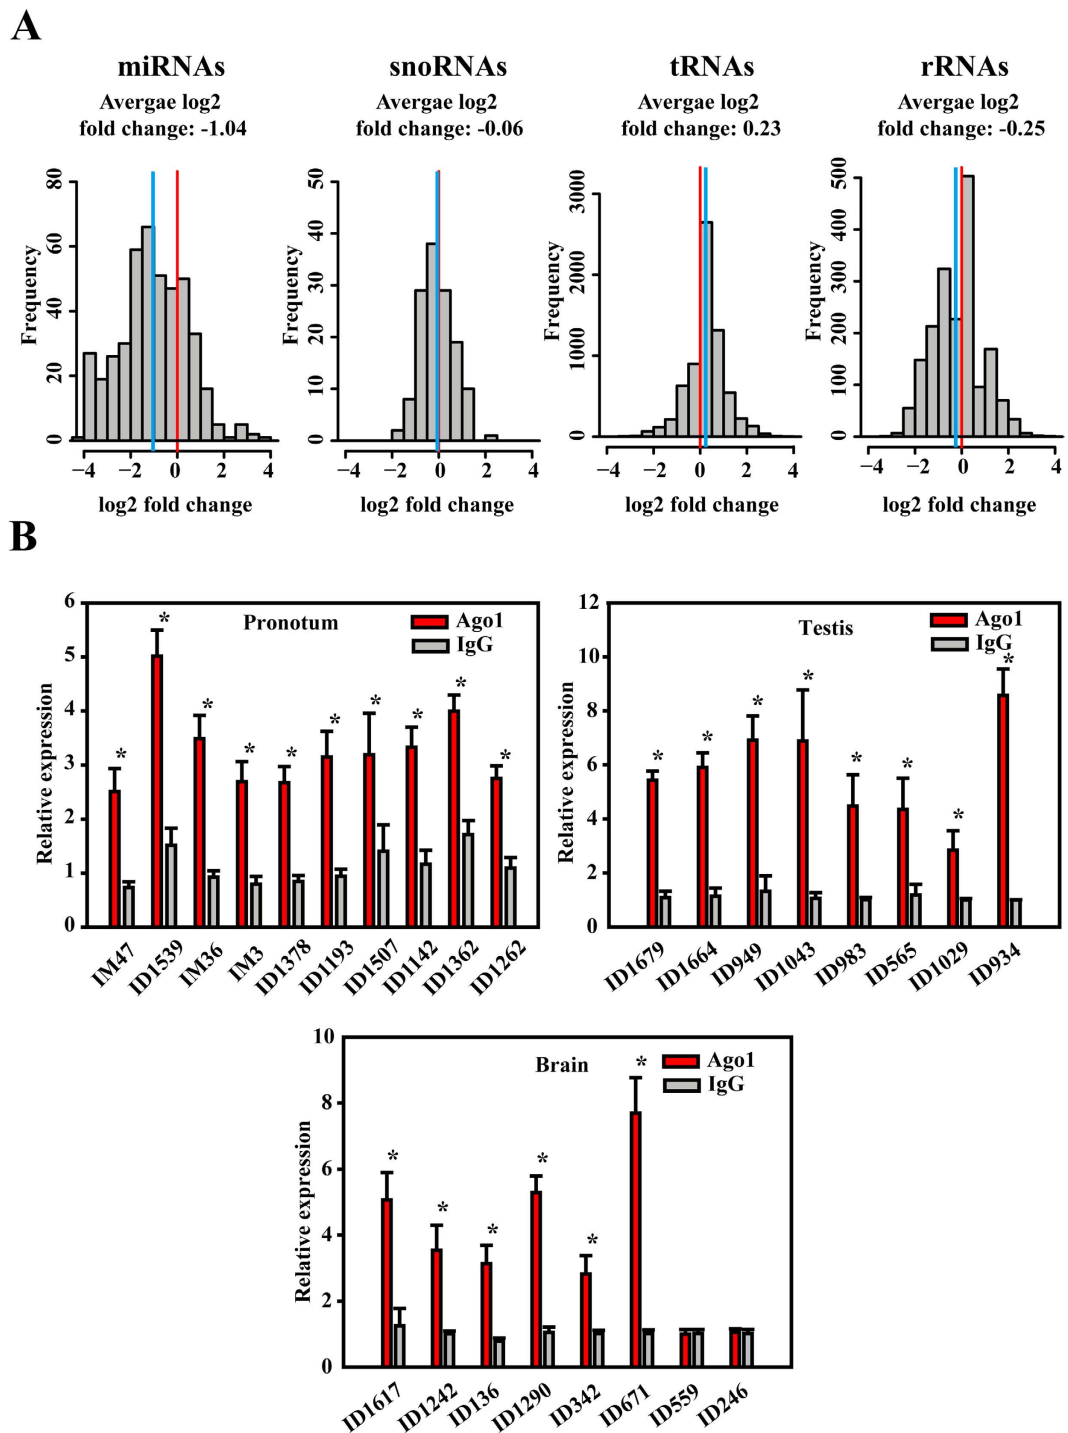 A
miRNAs
Avergae log2
fold change: -1.04
80
60
40
20
0
Frequency
−4 −2 0 2 4
log2 fold change
snoRNAs
Avergae log2
fold change: -0.06
50
40
30
20
10
0
Frequency
−4 −2 0 2 4
log2 fold change
tRNAs
Avergae log2
fold change: 0.23
3000
2000
1000
0
Frequency
−4 −2 0 2 4
log2 fold change
rRNAs
Avergae log2
fold change: -0.25
500
400
300
200
100
0
Frequency
−4 −2 0 2 4
log2 fold change
B
Pronotum
Ago1
IgG
6
5
4
3
2
1
0
Relative expression
* * * * * * * * * *
IM47 ID1539 IM36 IM3 ID1378 ID1193 ID1507 ID1142 ID1362 ID1262
Testis
Ago1
IgG
12
10
8
6
4
2
0
Relative expression
* * * * * * * *
ID1679 ID1664 ID949 ID1043 ID983 ID565 ID1029 ID934
Brain
Ago1
IgG
10
8
6
4
2
0
Relative expression
* * * * * *
ID1617 ID1242 ID136 ID1290 ID342 ID671 ID559 ID246